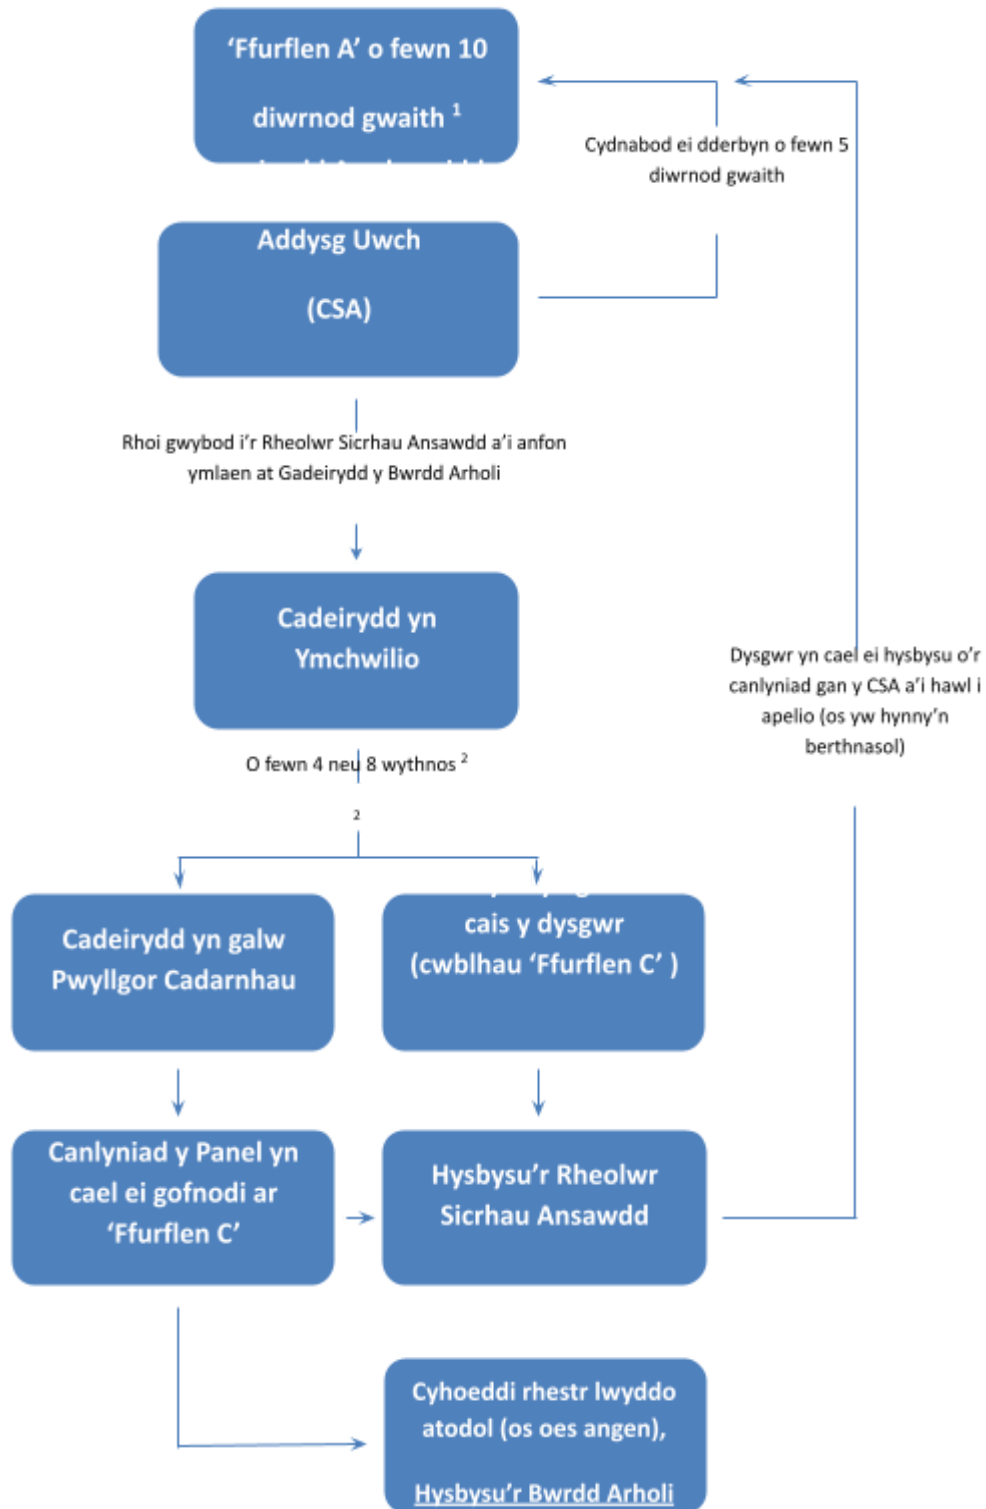 ‘Ffurflen A’ o fewn 10
diwrnod gwaith ¹
Cydnabod ei dderbyn o fewn 5
diwrnod gwaith
Addysg Uwch
(CSA)
Rhoi gwybod i’r Rheolwr Sicrhau Ansawdd a’i anfon
ymlaen at Gadeirydd y Bwrdd Arholi
Cadeirydd yn
Ymchwilio
Dysgwr yn cael ei hysbysu o’r
canlyniad gan y CSA a’i hawl i
apelio (os yw hynny’n
berthnasol)
O fewn 4 neu 8 wythnos ²
2
Cadeirydd yn galw
Pwyllgor Cadarnhau
cais y dysgwr
(cwblhau ‘Ffurflen C’ )
Canlyniad y Panel yn
cael ei gofnodi ar
‘Ffurflen C’
Hysbysu’r Rheolwr
Sicrhau Ansawdd
Cyhoeddi rhestr lwyddo
atodol (os oes angen),
Hysbysu’r Bwrdd Arholi